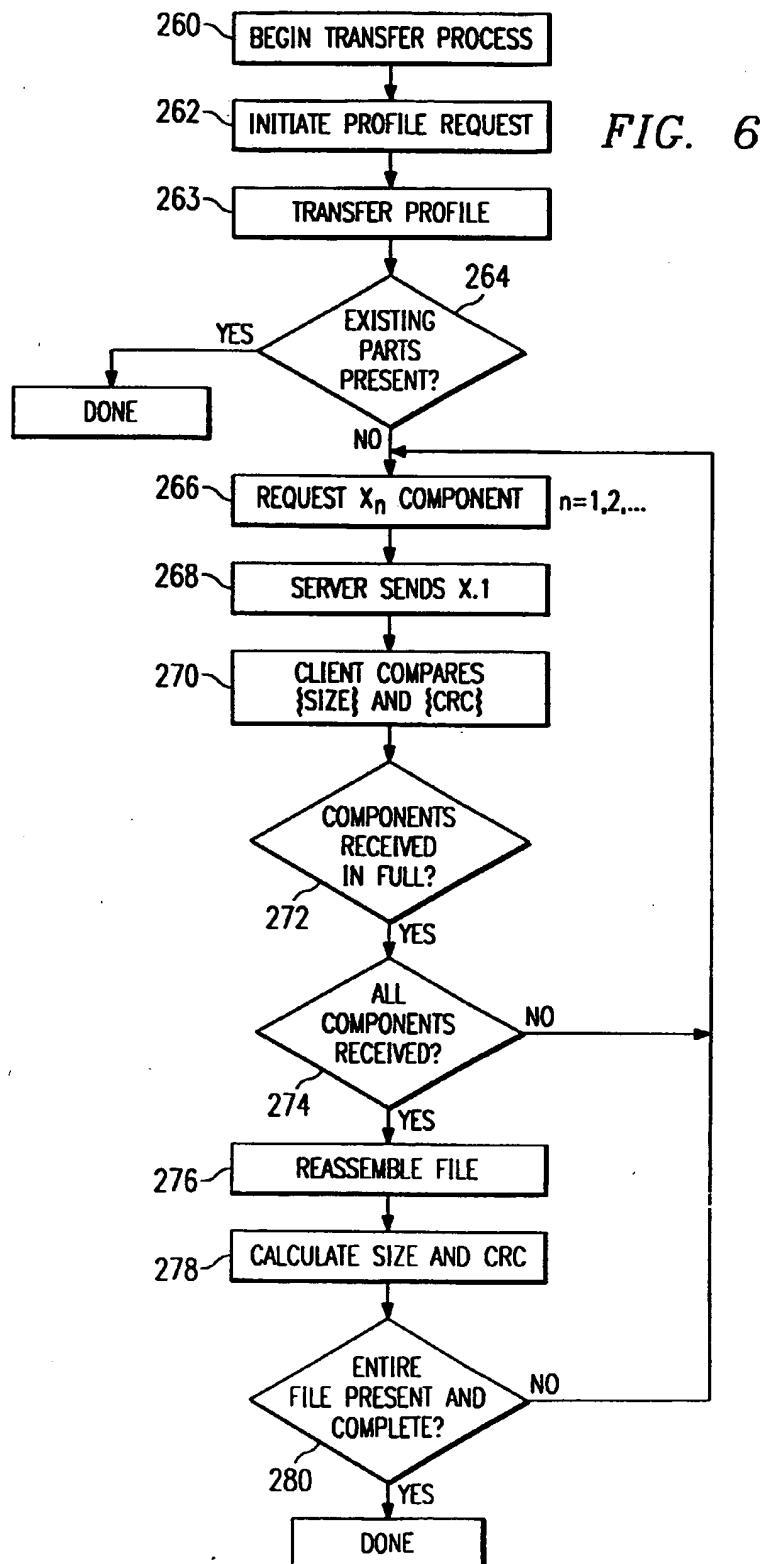 260
BEGIN TRANSFER PROCESS
262
INITIATE PROFILE REQUEST
FIG. 6
263
TRANSFER PROFILE
264
EXISTING
PARTS
PRESENT?
YES
DONE
NO
266
REQUEST Xn COMPONENT
n=1,2,...
268
SERVER SENDS X.1
270
CLIENT COMPARES
{SIZE} AND {CRC}
COMPONENTS
RECEIVED
IN FULL?
272
YES
ALL
COMPONENTS
RECEIVED?
NO
274
YES
276
REASSEMBLE FILE
278
CALCULATE SIZE AND CRC
ENTIRE
FILE PRESENT AND
COMPLETE?
NO
280
YES
DONE